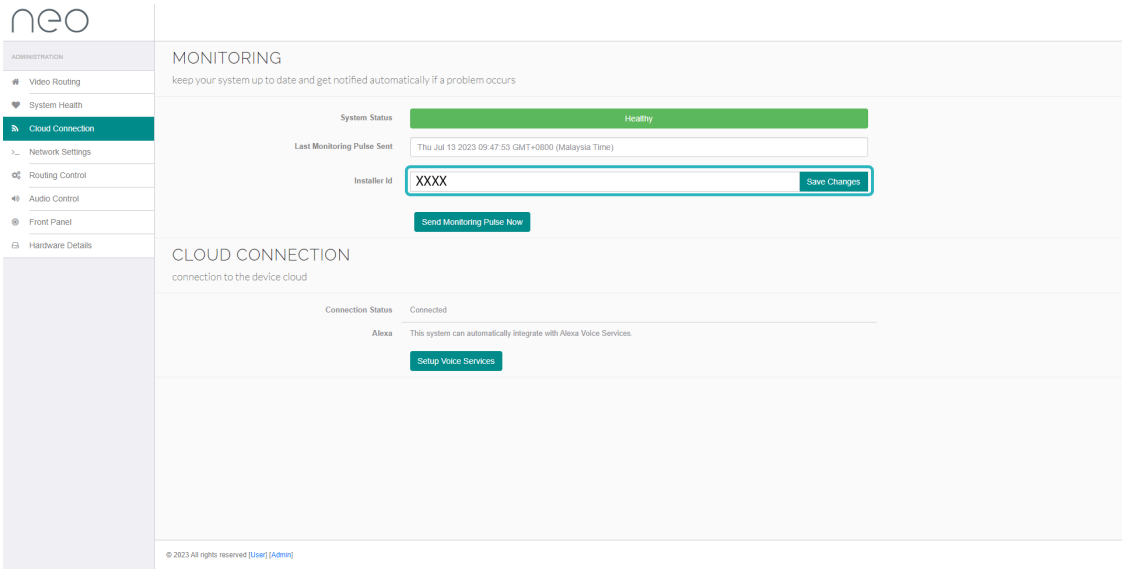 neo
ADMINISTRATION
Video Routing
System Health
Cloud Connection
Network Settings
Routing Control
Audio Control
Front Panel
Hardware Details
MONITORING
keep your system up to date and get notified automatically if a problem occurs
System Status Healthy
Last Monitoring Pulse Sent Thu Jul 13 2023 09:47:53 GMT+0800 (Malaysia Time)
Installer Id XXXX Save Changes
Send Monitoring Pulse Now
CLOUD CONNECTION
connection to the device cloud
Connection Status Connected
Alexa This system can automatically integrate with Alexa Voice Services.
Setup Voice Services
© 2023 All rights reserved [User] [Admin]